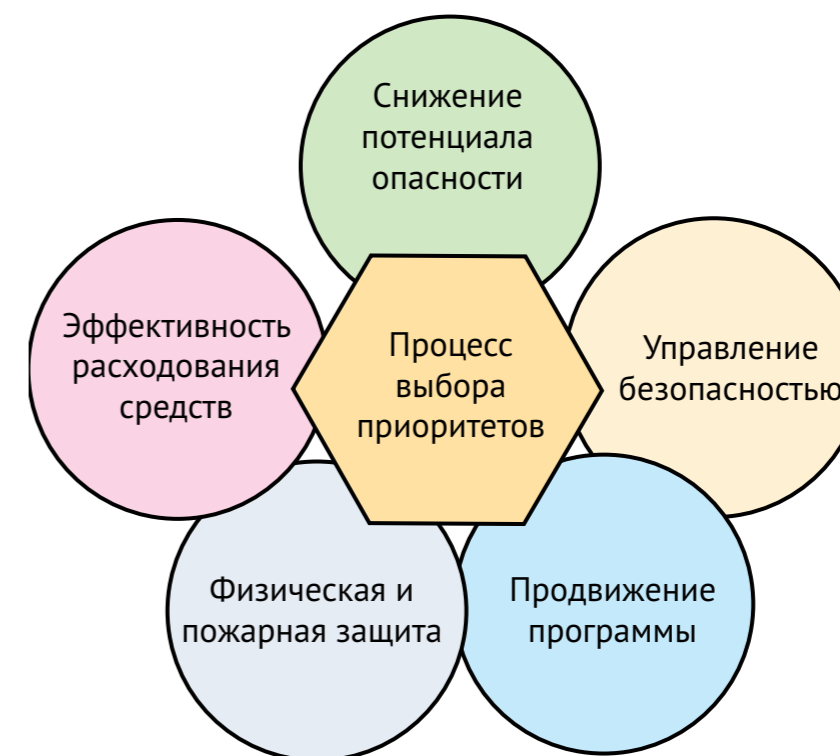 Снижение
потенциала
опасности
Эффективность
расходования
средств
Процесс
выбора
приоритетов
Управление
безопасностью
Физическая и
пожарная защита
Продвижение
программы